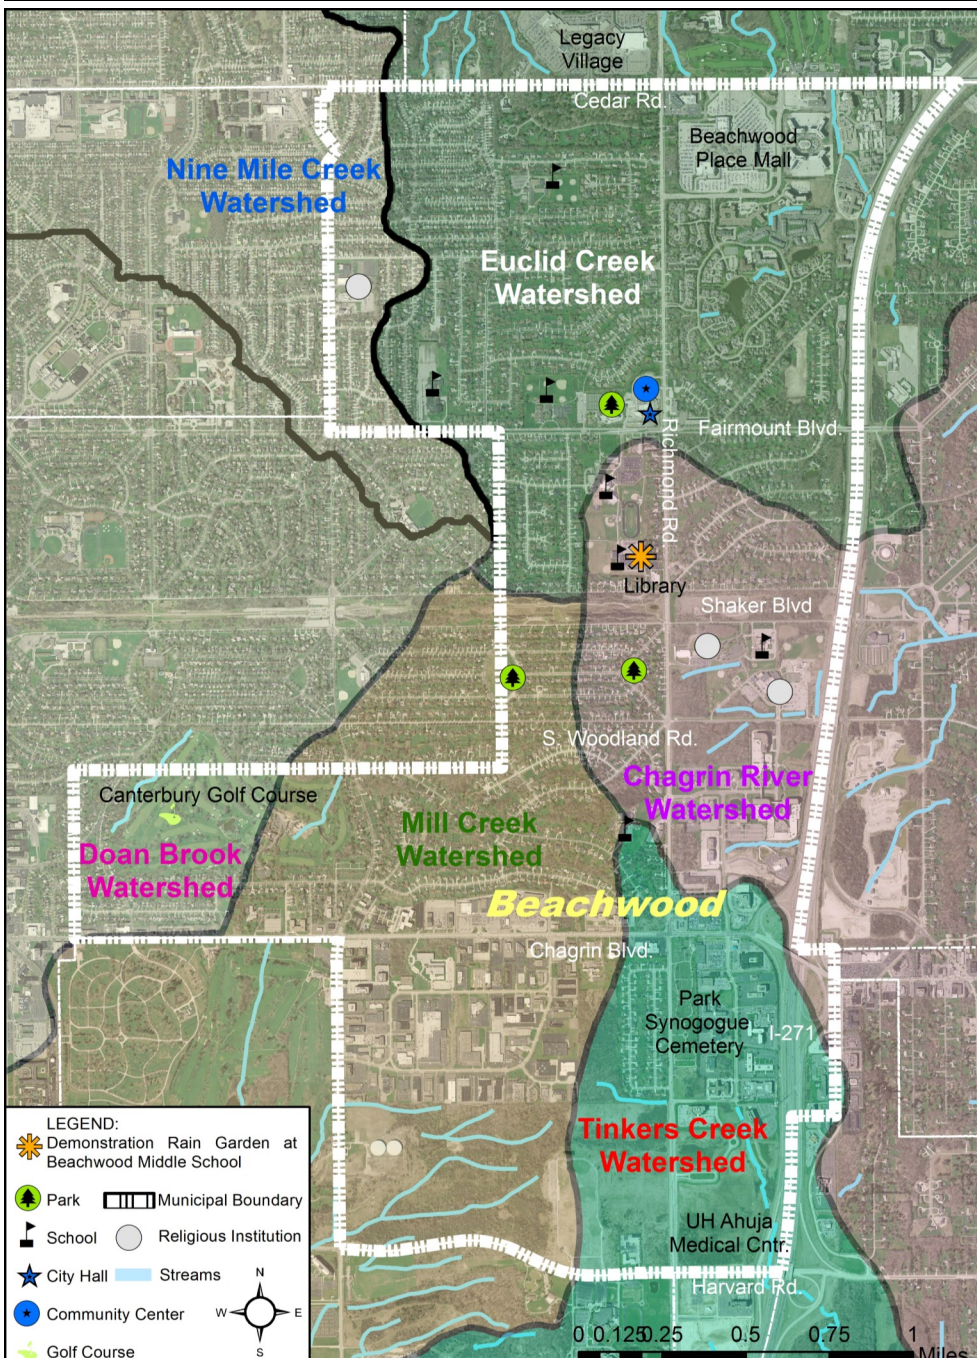 Legacy
Village
Cedar Rd.
Beachwood
Place Mall
Nine Mile Creek
Watershed
Euclid Creek
Watershed
Fairmount Blvd.
Richmond Rd
Library
Shaker Blvd
S. Woodland Rd.
Chagrin River
Watershed
Canterbury Golf Course
Mill Creek
Watershed
Doan Brook
Watershed
Beachwood
Chagrin Blvd.
Park
Synogogue
Cemetery
I-271
Tinkers Creek
Watershed
UH Ahuja
Medical Cntr.
Harvard Rd.
LEGEND:
Demonstration Rain Garden at
Beachwood Middle School
Park
Municipal Boundary
School
Religious Institution
City Hall
Streams
Community Center
Golf Course
N
W E
S
0 0.125 0.25 0.5 0.75 1
Miles